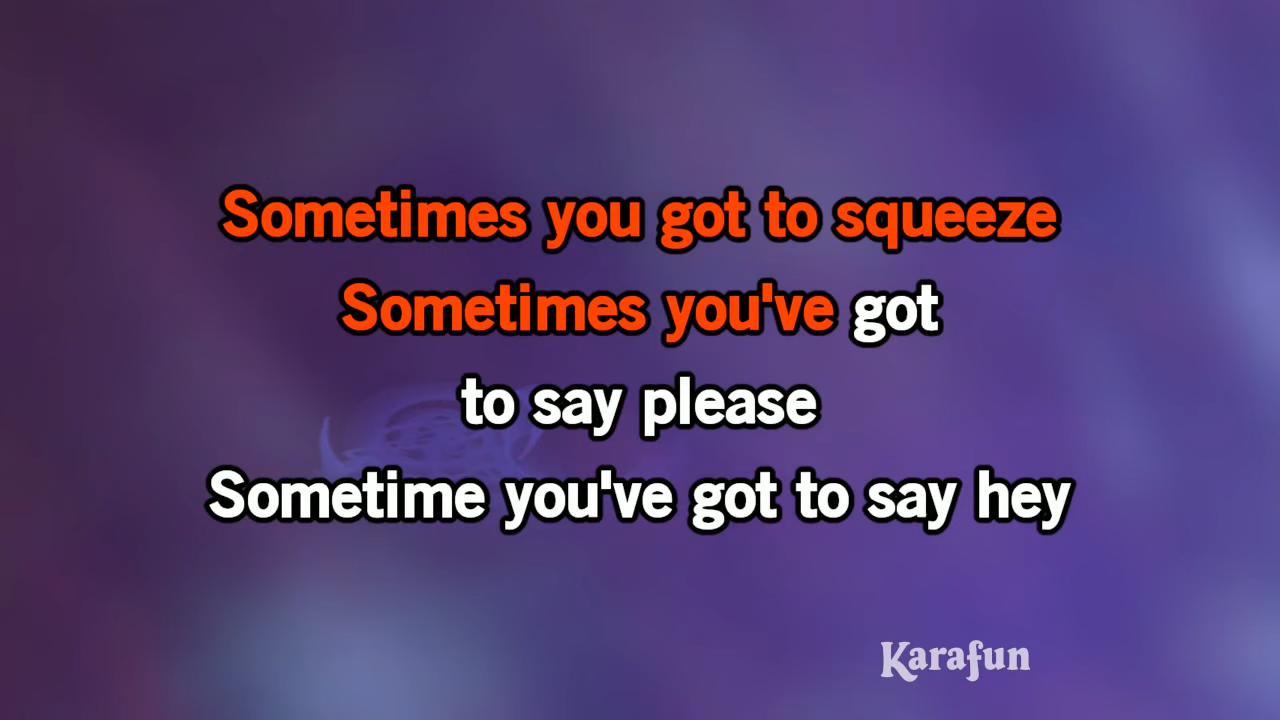 Sometimes you got to squeeze
Sometimes you've got
to say please
Sometime you've got to say hey
Karafun